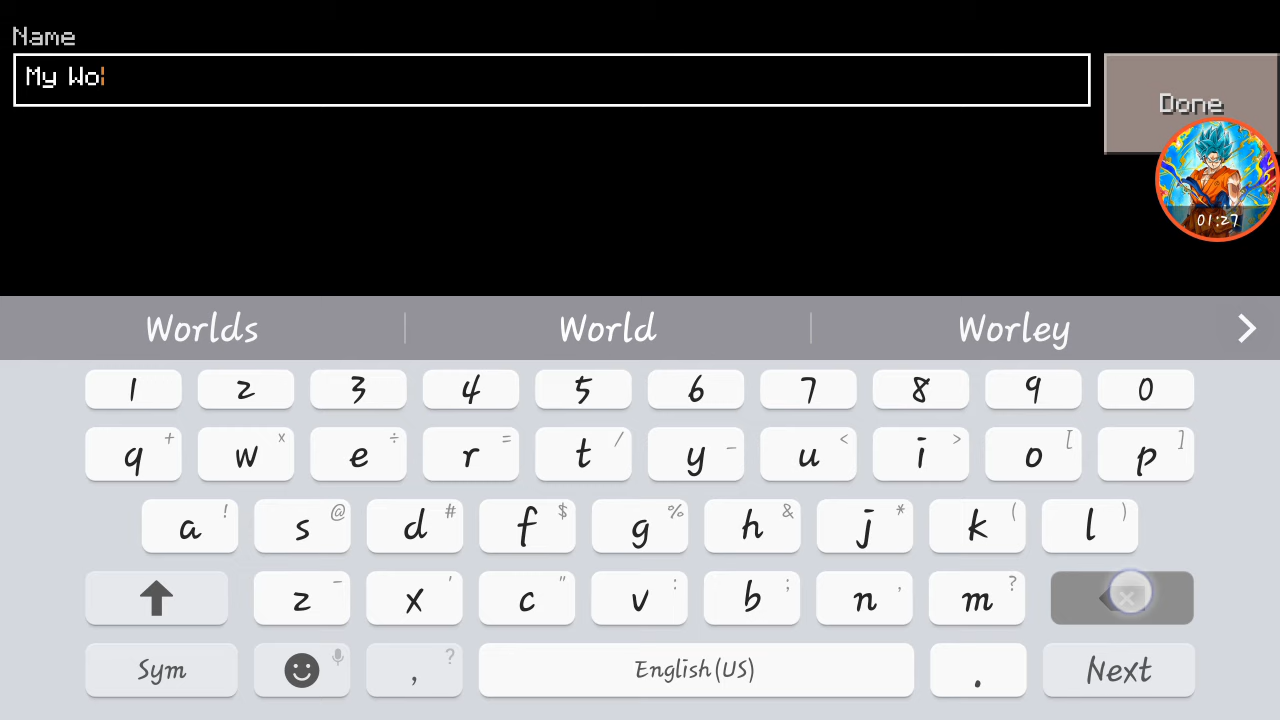 Name
My Wo
Done
01:27
Worlds World Worley
1 2 3 4 5 6 7 8 9 0
q + w x e ÷ r = t / y _ u < i > o [ p ]
a ! s @ d # f $ g % h & j * k ( l )
z - x ' c " v : b ; n , m ?
Sym , ? English(US) . Next